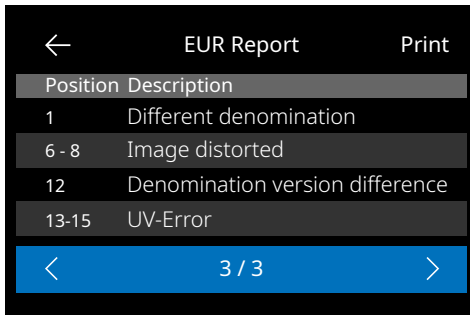 EUR Report Print
Position Description
1 Different denomination
6 - 8 Image distorted
12 Denomination version difference
13-15 UV-Error
3 / 3